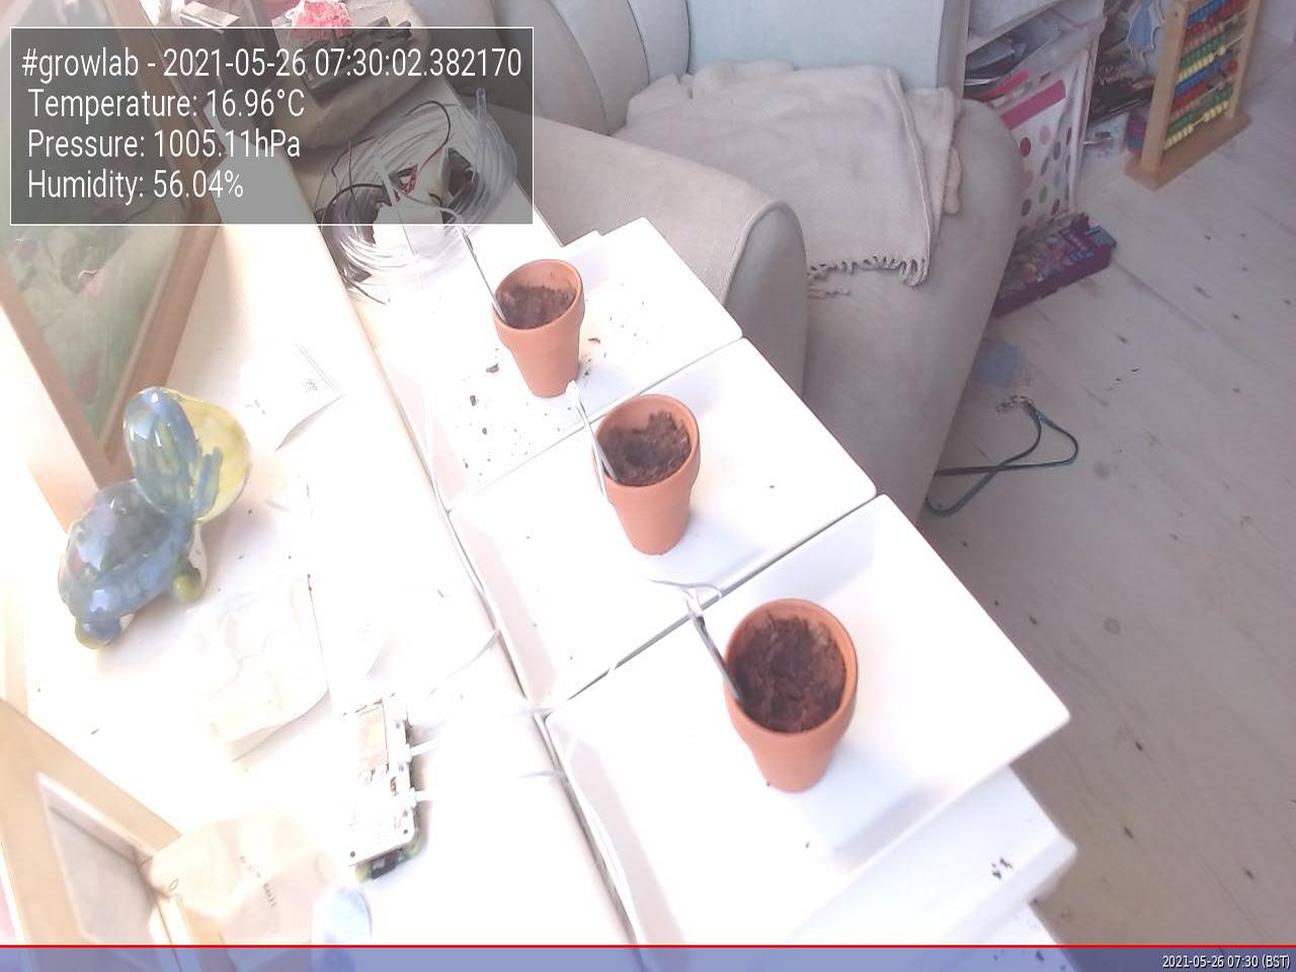 #growlab - 2021-05-26 07:30:02.382170
Temperature: 16.96°C
Pressure: 1005.11hPa
Humidity: 56.04%
2021-05-26 07:30 (BST)